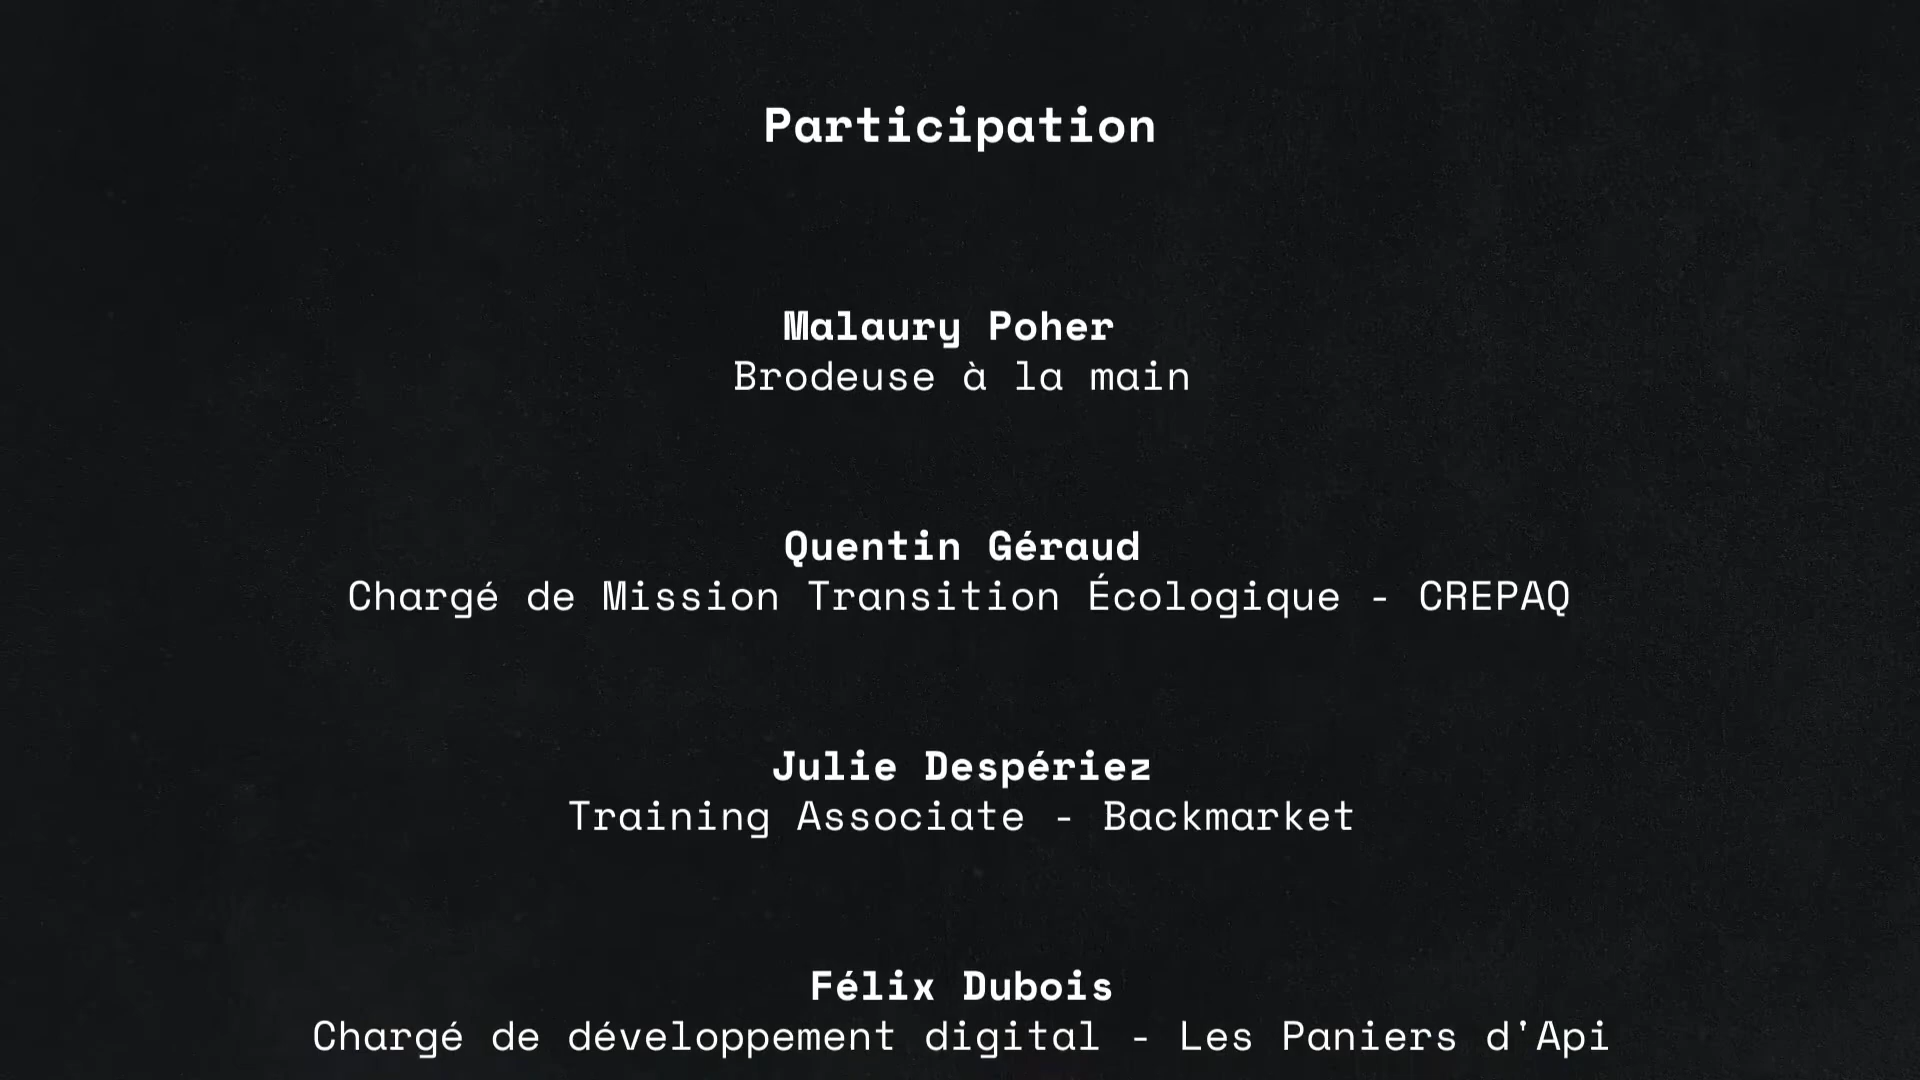 Participation
Malaury Poher
Brodeuse à la main
Quentin Géraud
Chargé de Mission Transition Écologique - CREPAQ
Julie Despériez
Training Associate - Backmarket
Félix Dubois
Chargé de développement digital - Les Paniers d'Api